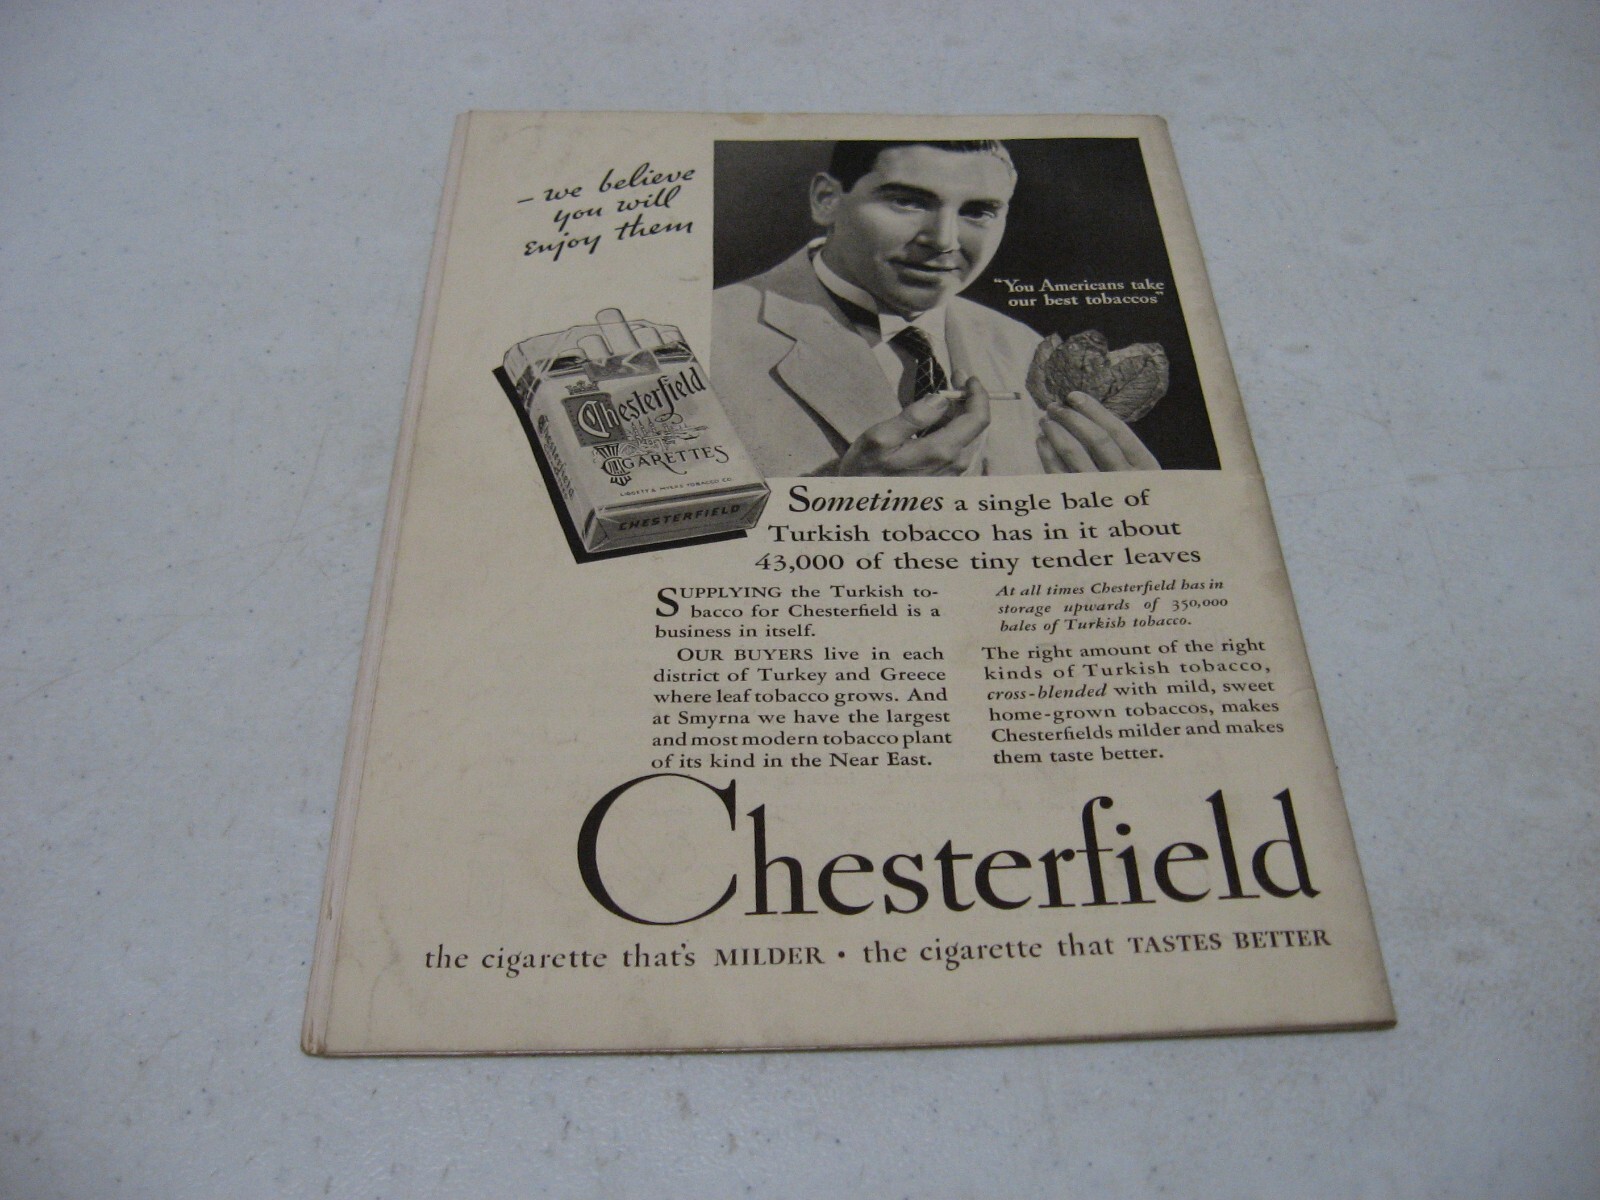 – we believe
you will
enjoy them
"You Americans take
our best tobaccos"
Chesterfield
CIGARETTES
LIGGETT & MYERS TOBACCO CO.
CHESTERFIELD
Chesterfield
Sometimes a single bale of
Turkish tobacco has in it about
43,000 of these tiny tender leaves
SUPPLYING the Turkish to-
bacco for Chesterfield is a
business in itself.
OUR BUYERS live in each
district of Turkey and Greece
where leaf tobacco grows. And
at Smyrna we have the largest
and most modern tobacco plant
of its kind in the Near East.
At all times Chesterfield has in
storage upwards of 350,000
bales of Turkish tobacco.
The right amount of the right
kinds of Turkish tobacco,
cross-blended with mild, sweet
home-grown tobaccos, makes
Chesterfields milder and makes
them taste better.
Chesterfield
the cigarette that's MILDER • the cigarette that TASTES BETTER